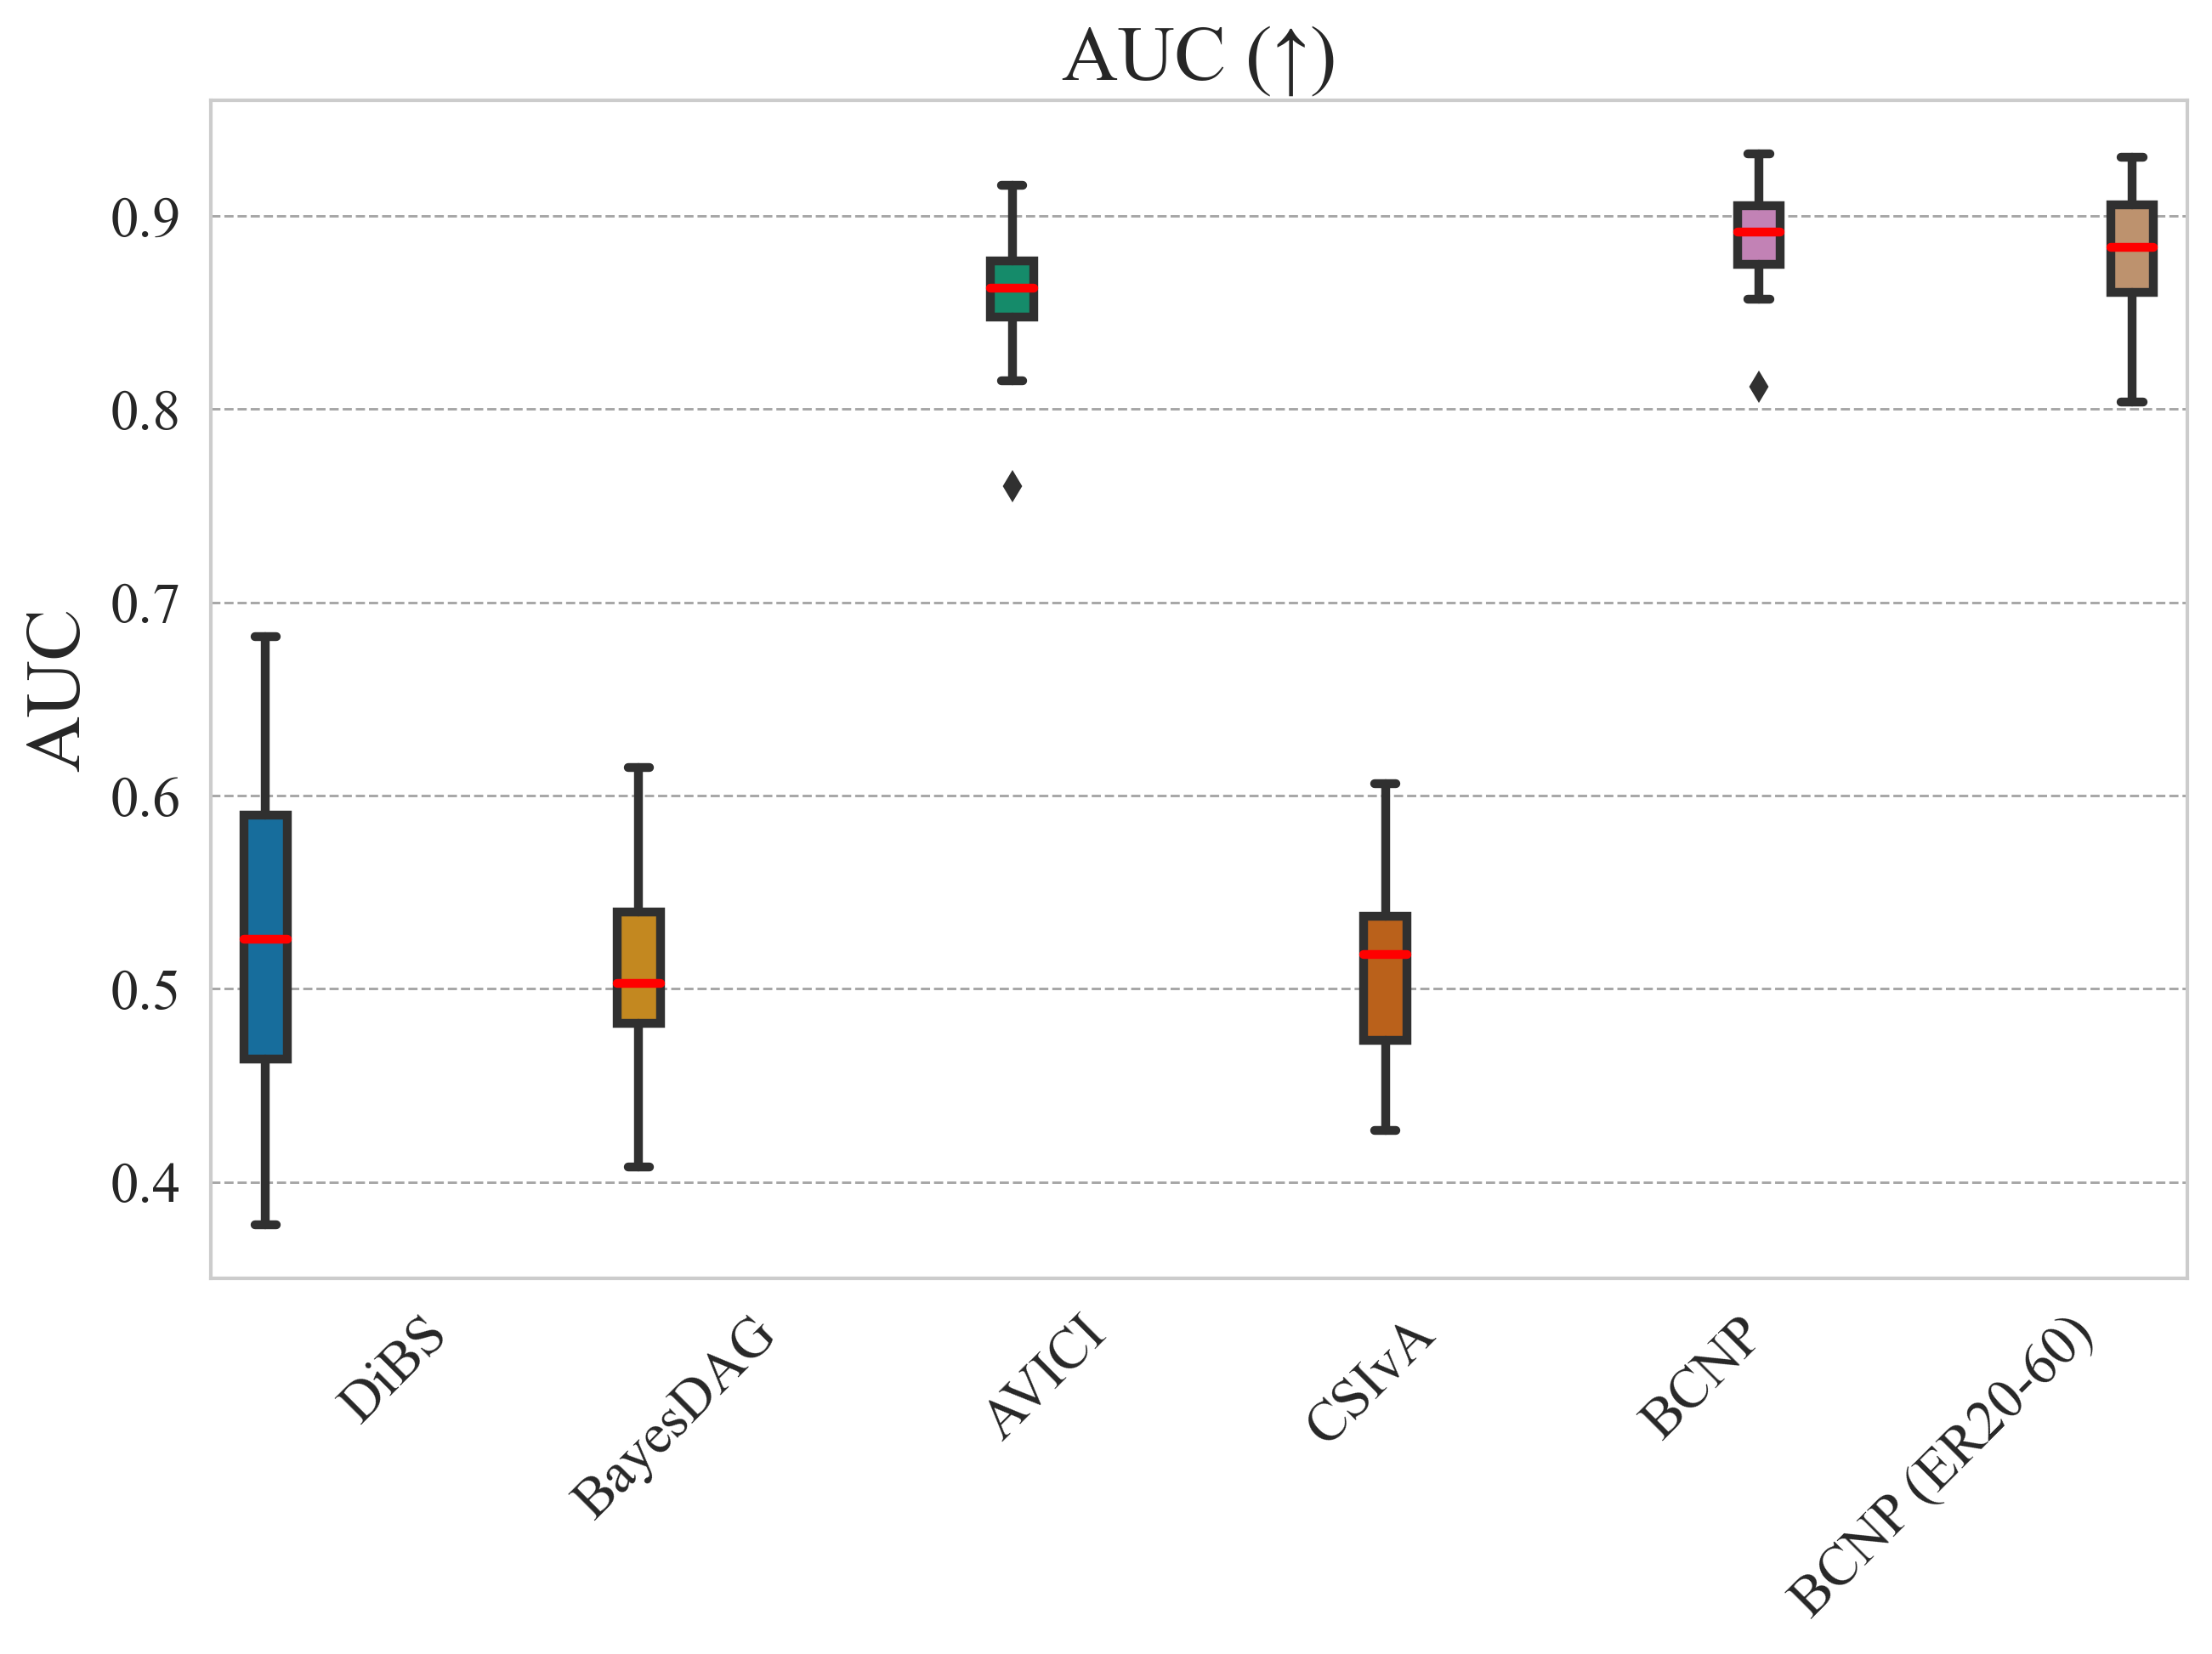 AUC (↑)
AUC
0.9
0.8
0.7
0.6
0.5
0.4
DiBS
BayesDAG
AVICI
CSIvA
BCNP
BCNP (ER20-60))